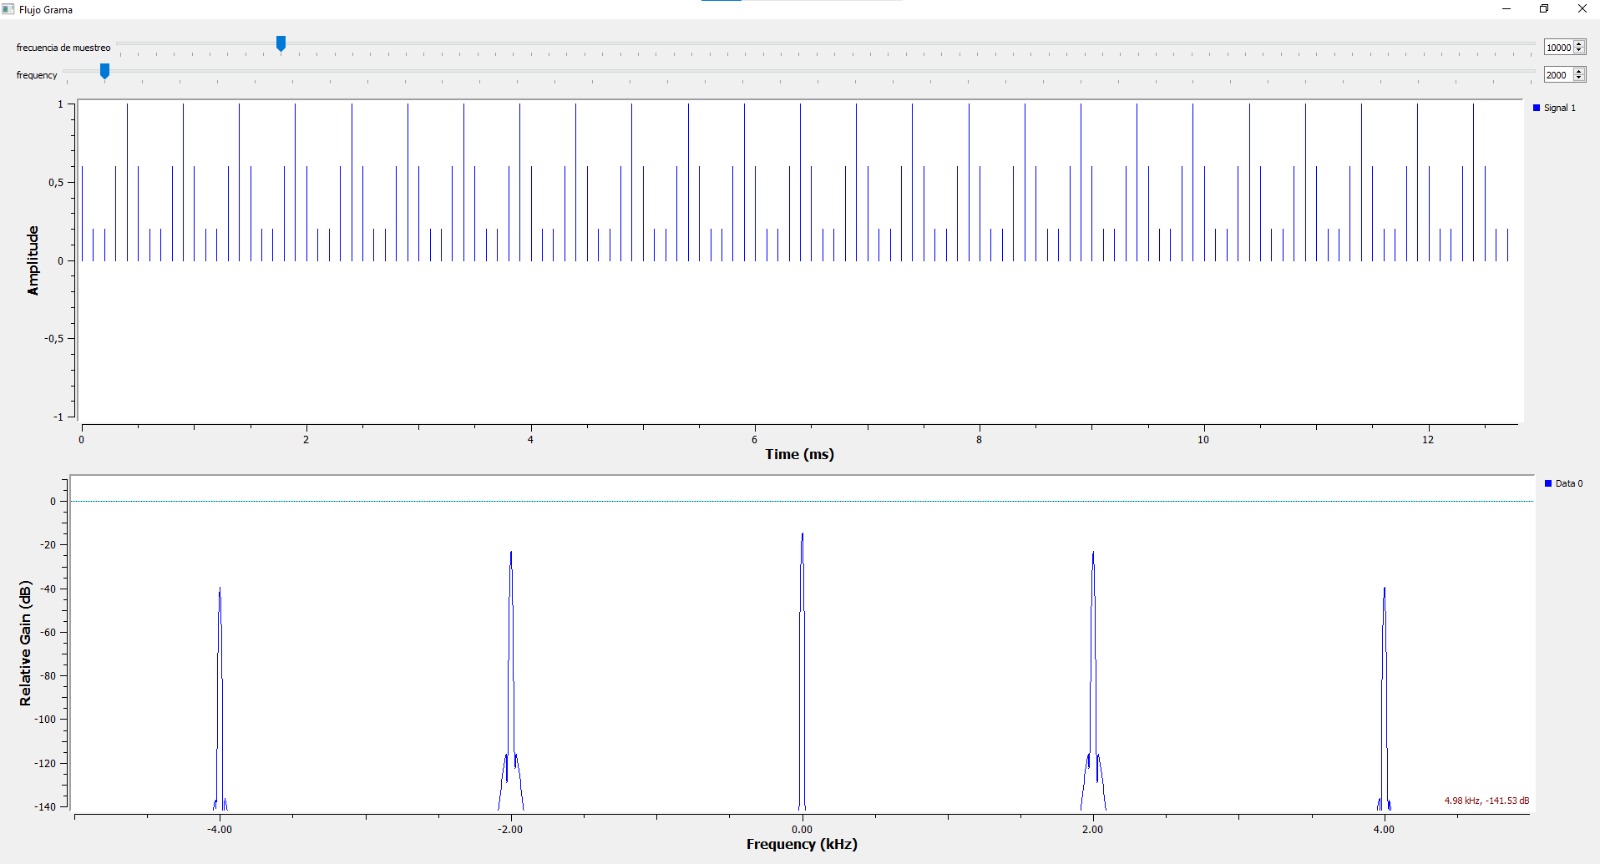 Flujo Grama
frecuencia de muestreo
10000
frequency
2000
Signal 1
1
0,5
0
-0,5
-1
Amplitude
0 2 4 6 8 10 12
Time (ms)
Data 0
0
-20
-40
-60
-80
-100
-120
-140
Relative Gain (dB)
4.98 kHz, -141.53 dB
-4.00 -2.00 0.00 2.00 4.00
Frequency (kHz)